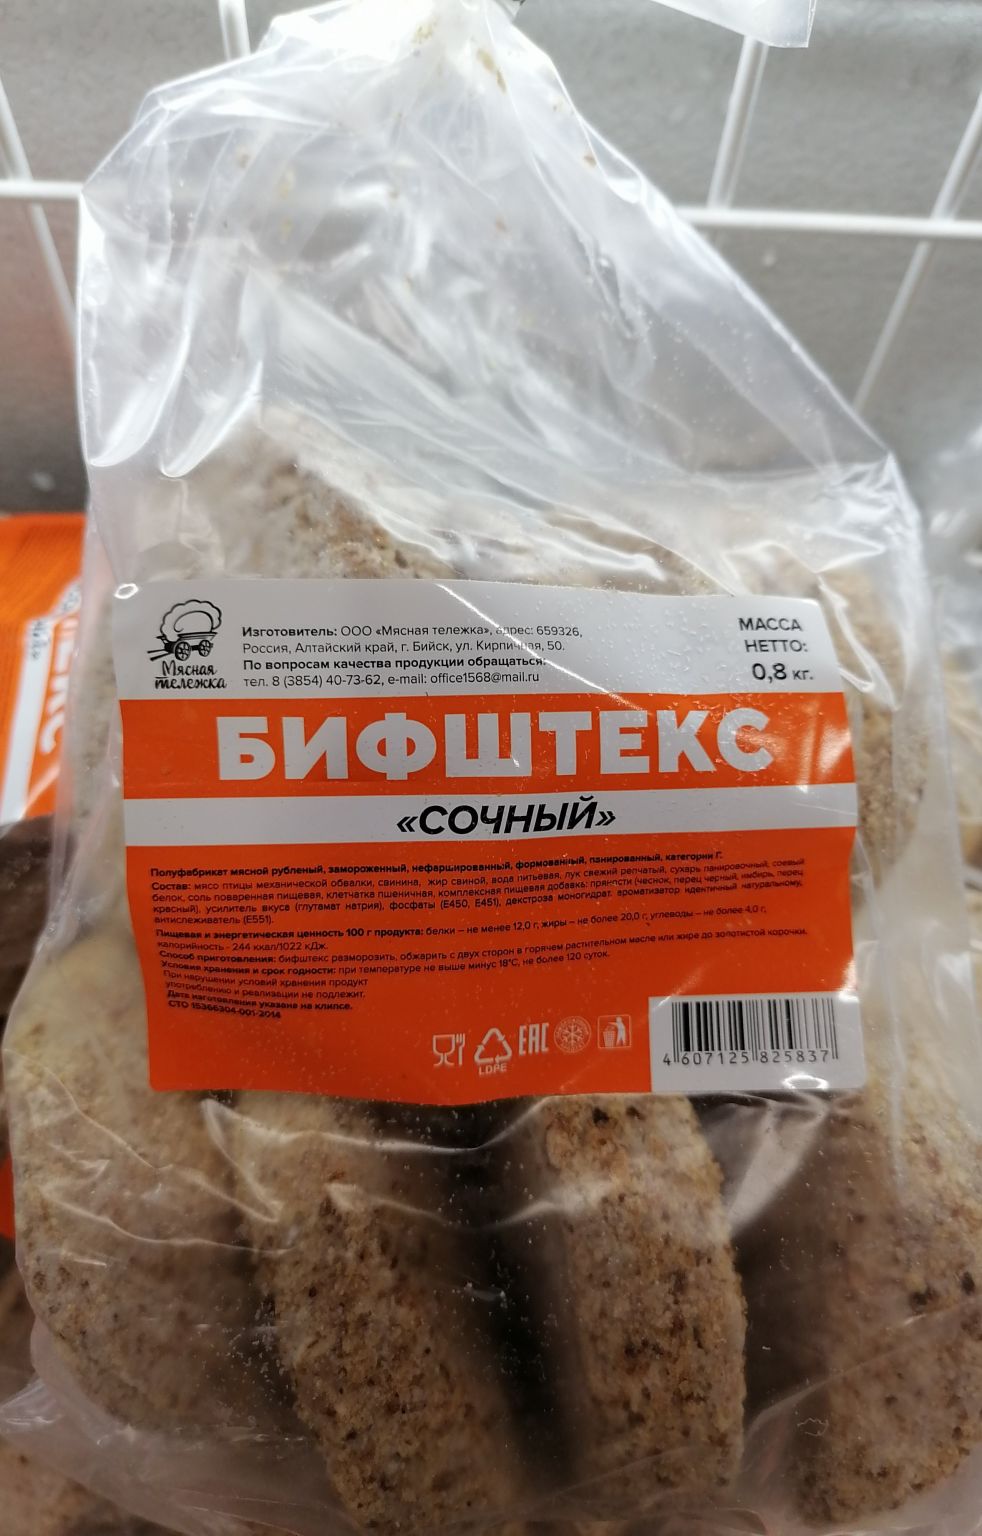 Мясная
тележка
Изготовитель: ООО «Мясная тележка», адрес: 659326,
Россия, Алтайский край, г. Бийск, ул. Кирпичная, 50.
По вопросам качества продукции обращаться:
тел. 8 (3854) 40-73-62, e-mail: office1568@mail.ru
МАССА
НЕТТО:
0,8 кг.
БИФШТЕКС
«СОЧНЫЙ»
Полуфабрикат мясной рубленый, замороженный, нефаршированный, формованный, панированный, категории Г.
Состав: мясо птицы механической обвалки, свинина, жир свиной, вода питьевая, лук свежий репчатый, сухарь панировочный, соевый
белок, соль поваренная пищевая, клетчатка пшеничная, комплексная пищевая добавка: пряности (чеснок, перец черный, имбирь, перец
красный), усилитель вкуса (глутамат натрия), фосфаты (Е450, Е451), декстроза моногидрат, ароматизатор идентичный натуральному,
антислеживатель (Е551).
Пищевая и энергетическая ценность 100 г продукта: белки – не менее 12,0 г, жиры – не более 20,0 г, углеводы – не более 4,0 г,
калорийность - 244 ккал/1022 кДж.
Способ приготовления: бифштекс разморозить, обжарить с двух сторон в горячем растительном масле или жире до золотистой корочки.
Условия хранения и срок годности: при температуре не выше минус 18°С, не более 120 суток.
При нарушении условий хранения продукт
употреблению и реализации не подлежит.
Дата изготовления указана на клипсе.
СТО 15366304-001-2014
LDPE
EAC
4 607125 825837